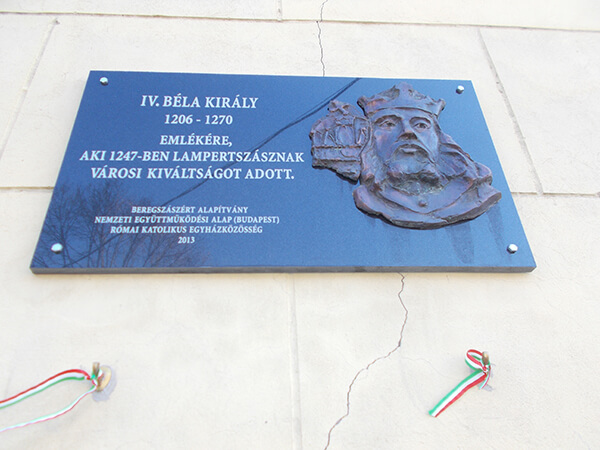 IV. BÉLA KIRÁLY
1206 - 1270
EMLÉKÉRE,
AKI 1247-BEN LAMPERTSZÁSZNAK
VÁROSI KIVÁLTSÁGOT ADOTT.
BEREGSZÁSZÉRT ALAPÍTVÁNY
NEMZETI EGYÜTTMŰKÖDÉSI ALAP (BUDAPEST)
RÓMAI KATOLIKUS EGYHÁZKÖZSÉG
2013